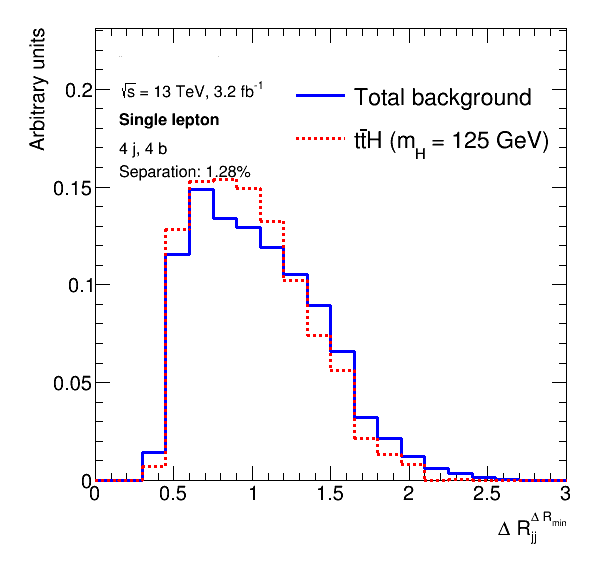 Arbitrary units
0.2
0.15
0.1
0.05
0
√s = 13 TeV, 3.2 fb⁻¹
Single lepton
4 j, 4 b
Separation: 1.28%
Total background
tt̄H (m_H = 125 GeV)
0 0.5 1 1.5 2 2.5 3
Δ R_jj^Δ R_min